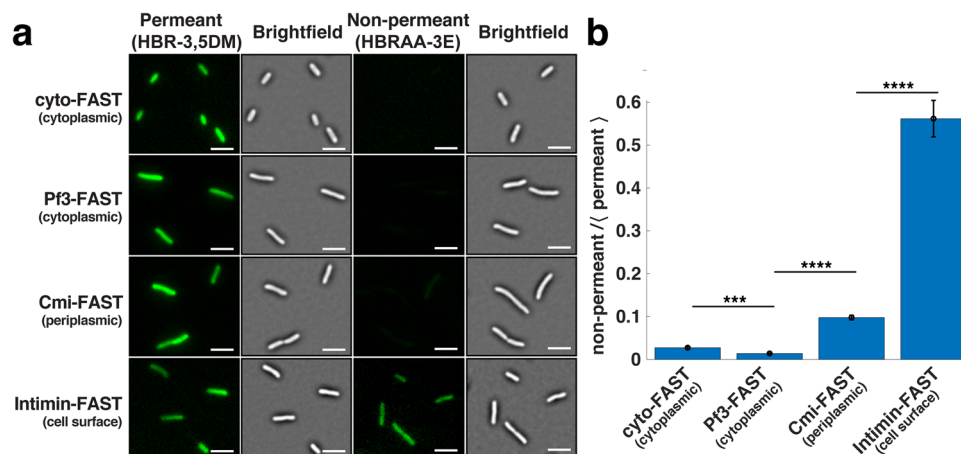 a
Permeant
(HBR-3,5DM)
Brightfield
Non-permeant
(HBRAA-3E)
Brightfield
cyto-FAST
(cytoplasmic)
Pf3-FAST
(cytoplasmic)
Cmi-FAST
(periplasmic)
Intimin-FAST
(cell surface)
b
non-permeant /⟨ permeant ⟩
0.6
0.5
0.4
0.3
0.2
0.1
0
***
****
****
cyto-FAST
(cytoplasmic)
Pf3-FAST
(cytoplasmic)
Cmi-FAST
(periplasmic)
Intimin-FAST
(cell surface)